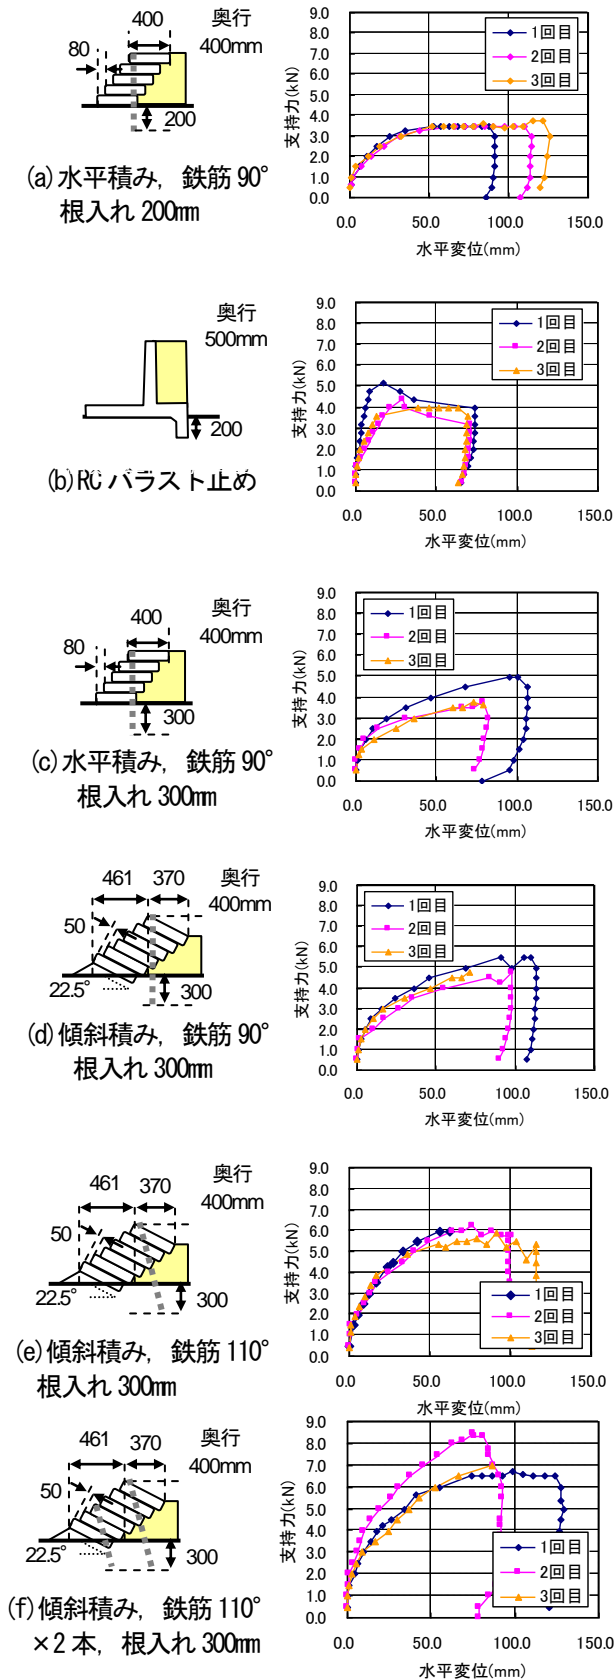 400
奥行
400mm
80
200
(a)水平積み，鉄筋90°
根入れ200mm
支持力(kN)
9.0
8.0
7.0
6.0
5.0
4.0
3.0
2.0
1.0
0.0
1回目
2回目
3回目
0.0 50.0 100.0 150.0
水平変位(mm)
奥行
500mm
200
(b)RCバラスト止め
支持力(kN)
9.0
8.0
7.0
6.0
5.0
4.0
3.0
2.0
1.0
0.0
1回目
2回目
3回目
0.0 50.0 100.0 150.0
水平変位(mm)
400
奥行
400mm
80
300
(c)水平積み，鉄筋90°
根入れ300mm
支持力(kN)
9.0
8.0
7.0
6.0
5.0
4.0
3.0
2.0
1.0
0.0
1回目
2回目
3回目
0.0 50.0 100.0 150.0
水平変位(mm)
461 370
奥行
400mm
50
22.5°
300
(d)傾斜積み，鉄筋90°
根入れ300mm
支持力(kN)
9.0
8.0
7.0
6.0
5.0
4.0
3.0
2.0
1.0
0.0
1回目
2回目
3回目
0.0 50.0 100.0 150.0
水平変位(mm)
461 370
奥行
400mm
50
22.5°
300
(e)傾斜積み，鉄筋110°
根入れ300mm
支持力(kN)
9.0
8.0
7.0
6.0
5.0
4.0
3.0
2.0
1.0
0.0
1回目
2回目
3回目
0.0 50.0 100.0 150.0
水平変位(mm)
461 370
奥行
400mm
50
22.5°
300
(f)傾斜積み，鉄筋110°
×2本，根入れ300mm
支持力(kN)
9.0
8.0
7.0
6.0
5.0
4.0
3.0
2.0
1.0
0.0
1回目
2回目
3回目
0.0 50.0 100.0 150.0
水平変位(mm)